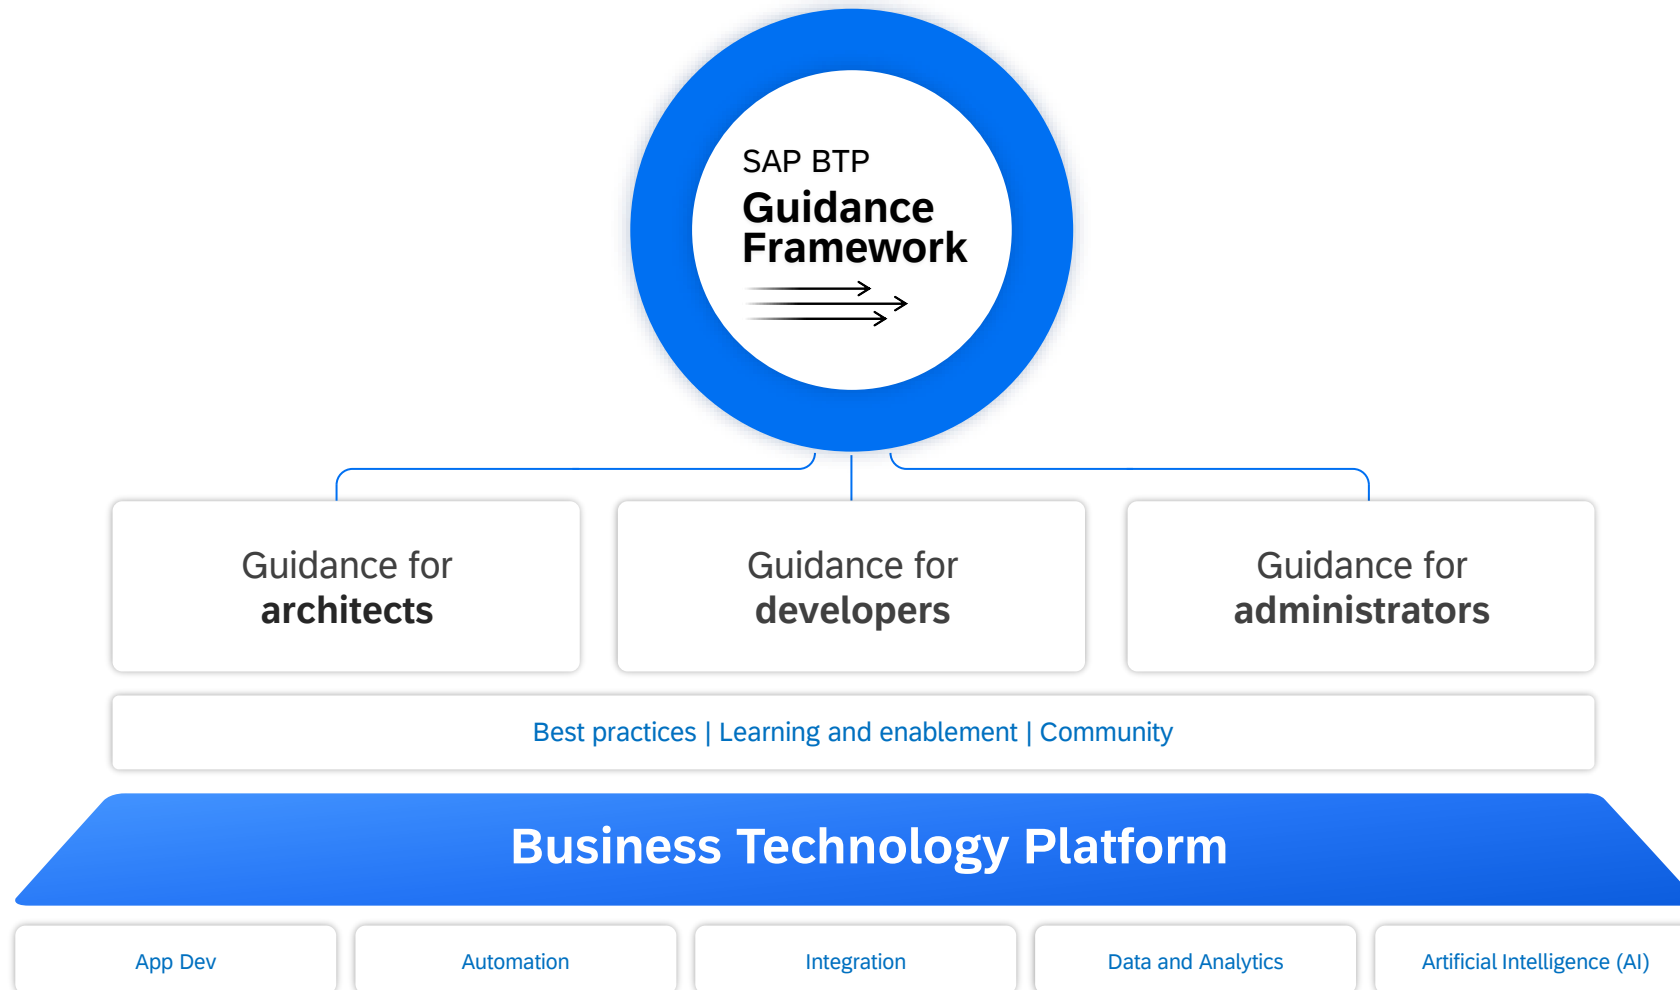 SAP BTP
Guidance
Framework
Guidance for
architects
Guidance for
developers
Guidance for
administrators
Best practices | Learning and enablement | Community
Business Technology Platform
App Dev
Automation
Integration
Data and Analytics
Artificial Intelligence (AI)